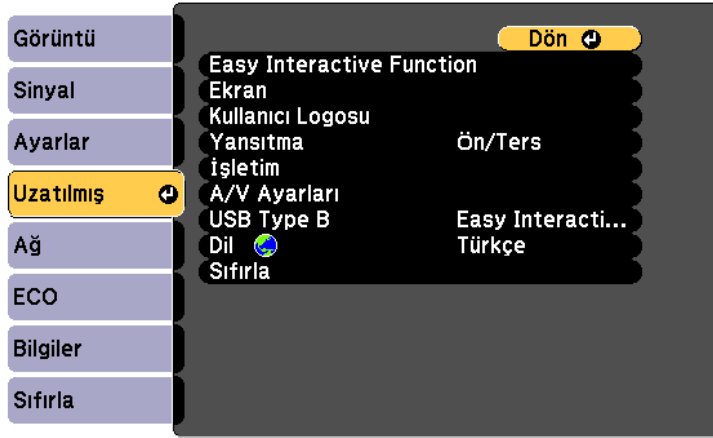 Görüntü
Sinyal
Ayarlar
Uzatılmış
Ağ
ECO
Bilgiler
Sıfırla
Dön
Easy Interactive Function
Ekran
Kullanıcı Logosu
Yansıtma Ön/Ters
İşletim
A/V Ayarları
USB Type B Easy Interacti...
Dil Türkçe
Sıfırla